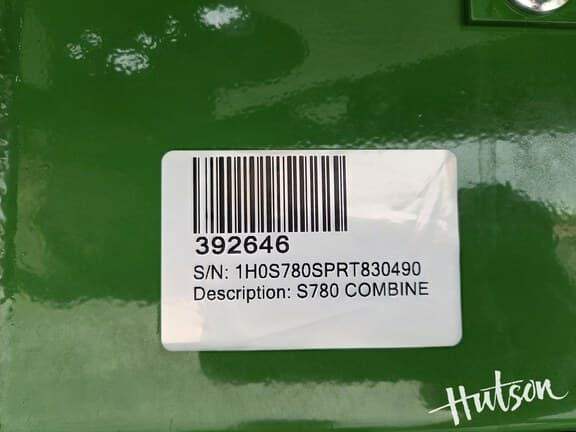 392646
S/N: 1H0S780SPRT830490
Description: S780 COMBINE
Hutson